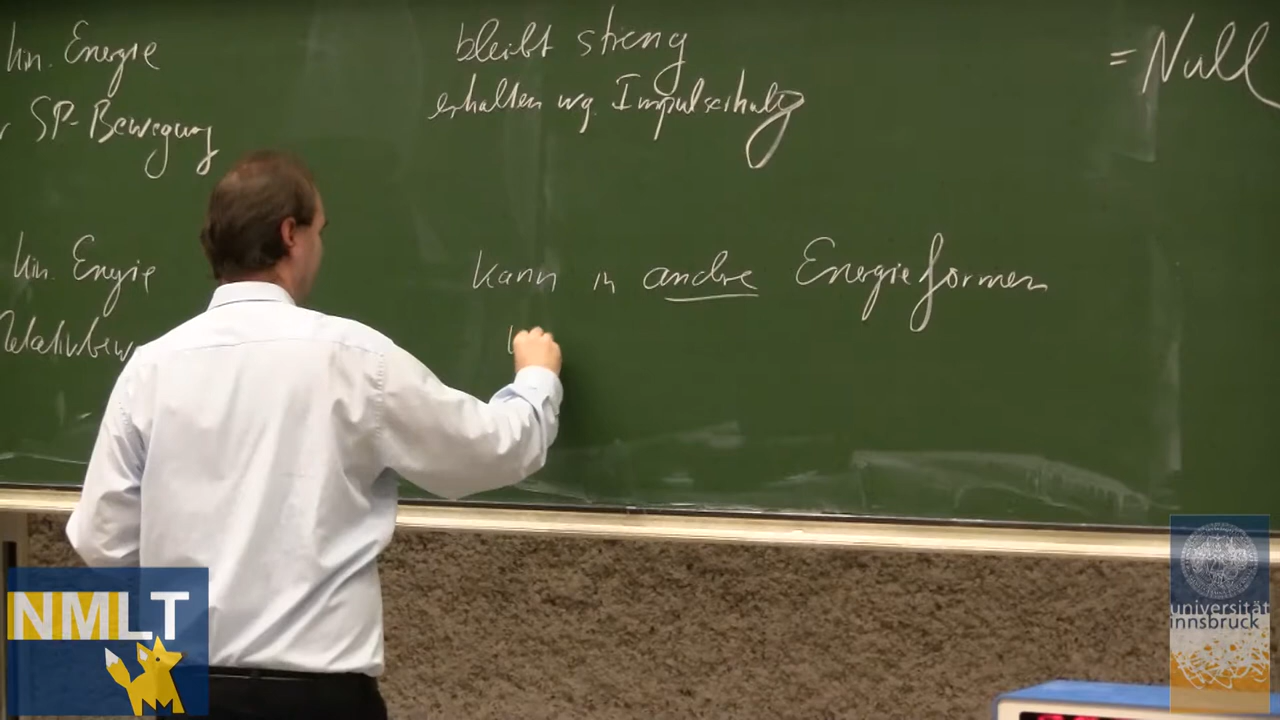 kin. Energie
SP-Bewegung
bleibt streng
erhalten wg. Impulserhaltg
= Null
kin. Energie
Relativbew
kann in andre Energieformen
NMLT
universität
innsbruck